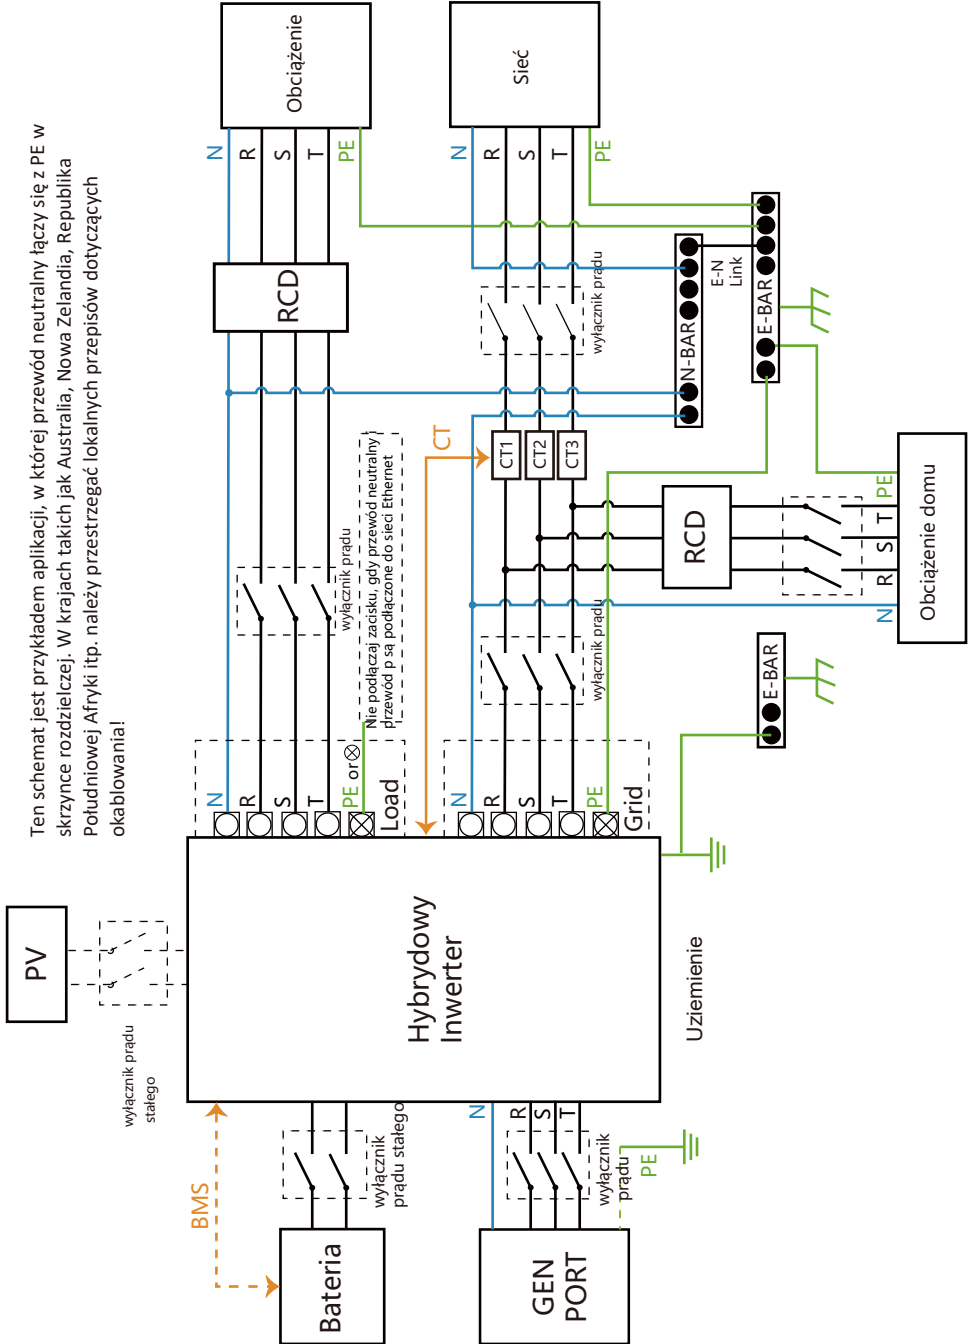 Ten schemat jest przykładem aplikacji, w której przewód neutralny łączy się z PE w
skrzynce rozdzielczej. W krajach takich jak Australia, Nowa Zelandia, Republika
Południowej Afryki itp. należy przestrzegać lokalnych przepisów dotyczących
okablowania!
PV
wyłącznik prądu
stałego
BMS
Bateria
wyłącznik
prądu stałego
GEN
PORT
N
R
S
T
PE
wyłącznik
prądu
Hybrydowy
Inwerter
Uziemienie
N
R
S
T
PE or
Load
N
R
S
T
PE
Grid
CT
Nie podłączaj zacisku, gdy przewód neutralny i
przewód p są podłączone do sieci Ethernet
wyłącznik prądu
wyłącznik prądu
RCD
N
R
S
T
PE
Obciążenie
CT1
CT2
CT3
wyłącznik prądu
N
R
S
T
PE
Sieć
N-BAR
E-N
Link
E-BAR
RCD
N
R
S
T
PE
Obciążenie domu
E-BAR